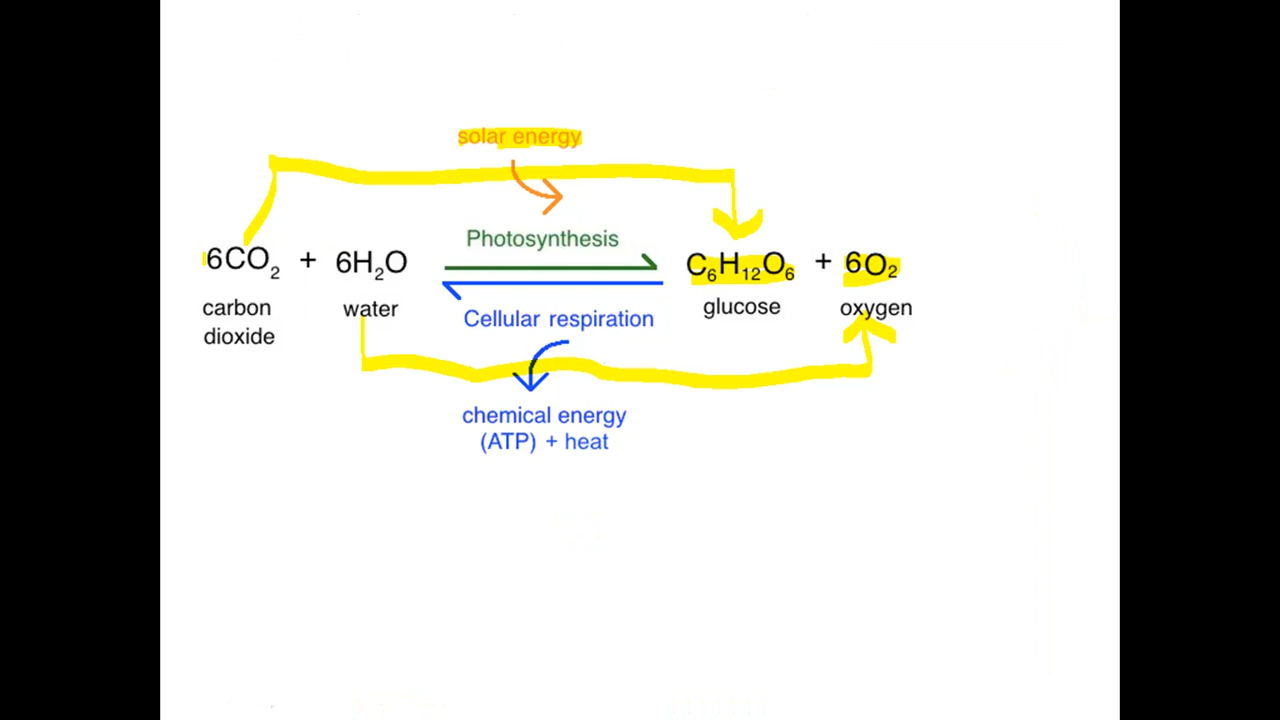 solar energy
Photosynthesis
6CO₂ + 6H₂O C₆H₁₂O₆ + 6O₂
carbon dioxide water glucose oxygen
Cellular respiration
chemical energy
(ATP) + heat